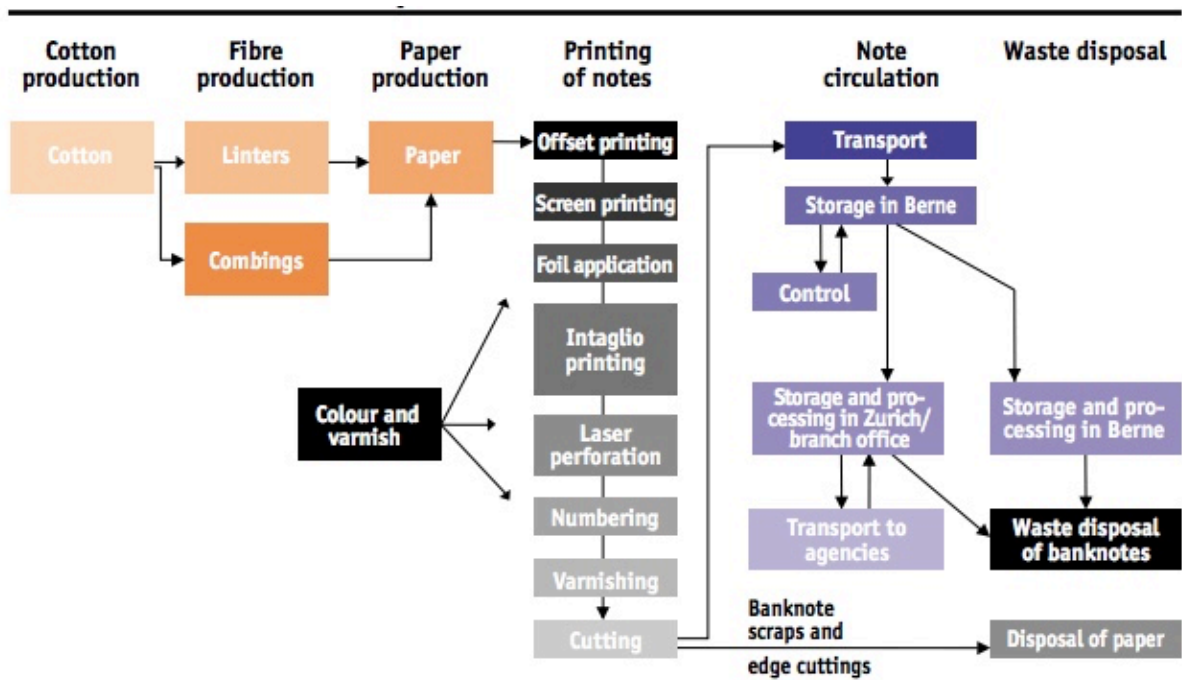 Cotton
production
Fibre
production
Paper
production
Printing
of notes
Note
circulation
Waste disposal
Cotton
Linters
Combings
Paper
Offset printing
Screen printing
Foil application
Intaglio
printing
Colour and
varnish
Laser
perforation
Numbering
Varnishing
Cutting
Transport
Storage in Berne
Control
Storage and pro-
cessing in Zurich/
branch office
Transport to
agencies
Storage and pro-
cessing in Berne
Waste disposal
of banknotes
Banknote
scraps and
edge cuttings
Disposal of paper